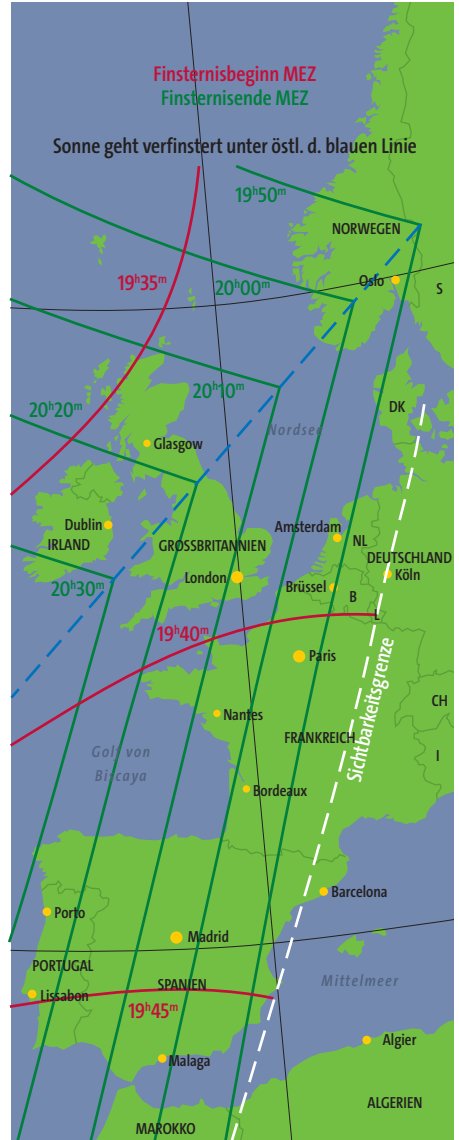 Finsternisbeginn MEZ
Finsternisende MEZ
Sonne geht verfinstert unter östl. d. blauen Linie
19h50m
NORWEGEN
19h35m
20h00m
Oslo
S
20h10m
20h20m
DK
Nordsee
Glasgow
Dublin
IRLAND
GROSSBRITANNIEN
Amsterdam
NL
DEUTSCHLAND
London
Köln
20h30m
Brüssel
B
L
19h40m
Paris
Sichtbarkeitsgrenze
CH
Nantes
FRANKREICH
Golf von
Biscaya
I
Bordeaux
Barcelona
Porto
Madrid
PORTUGAL
SPANIEN
Mittelmeer
Lissabon
19h45m
Algier
Malaga
ALGERIEN
MAROKKO